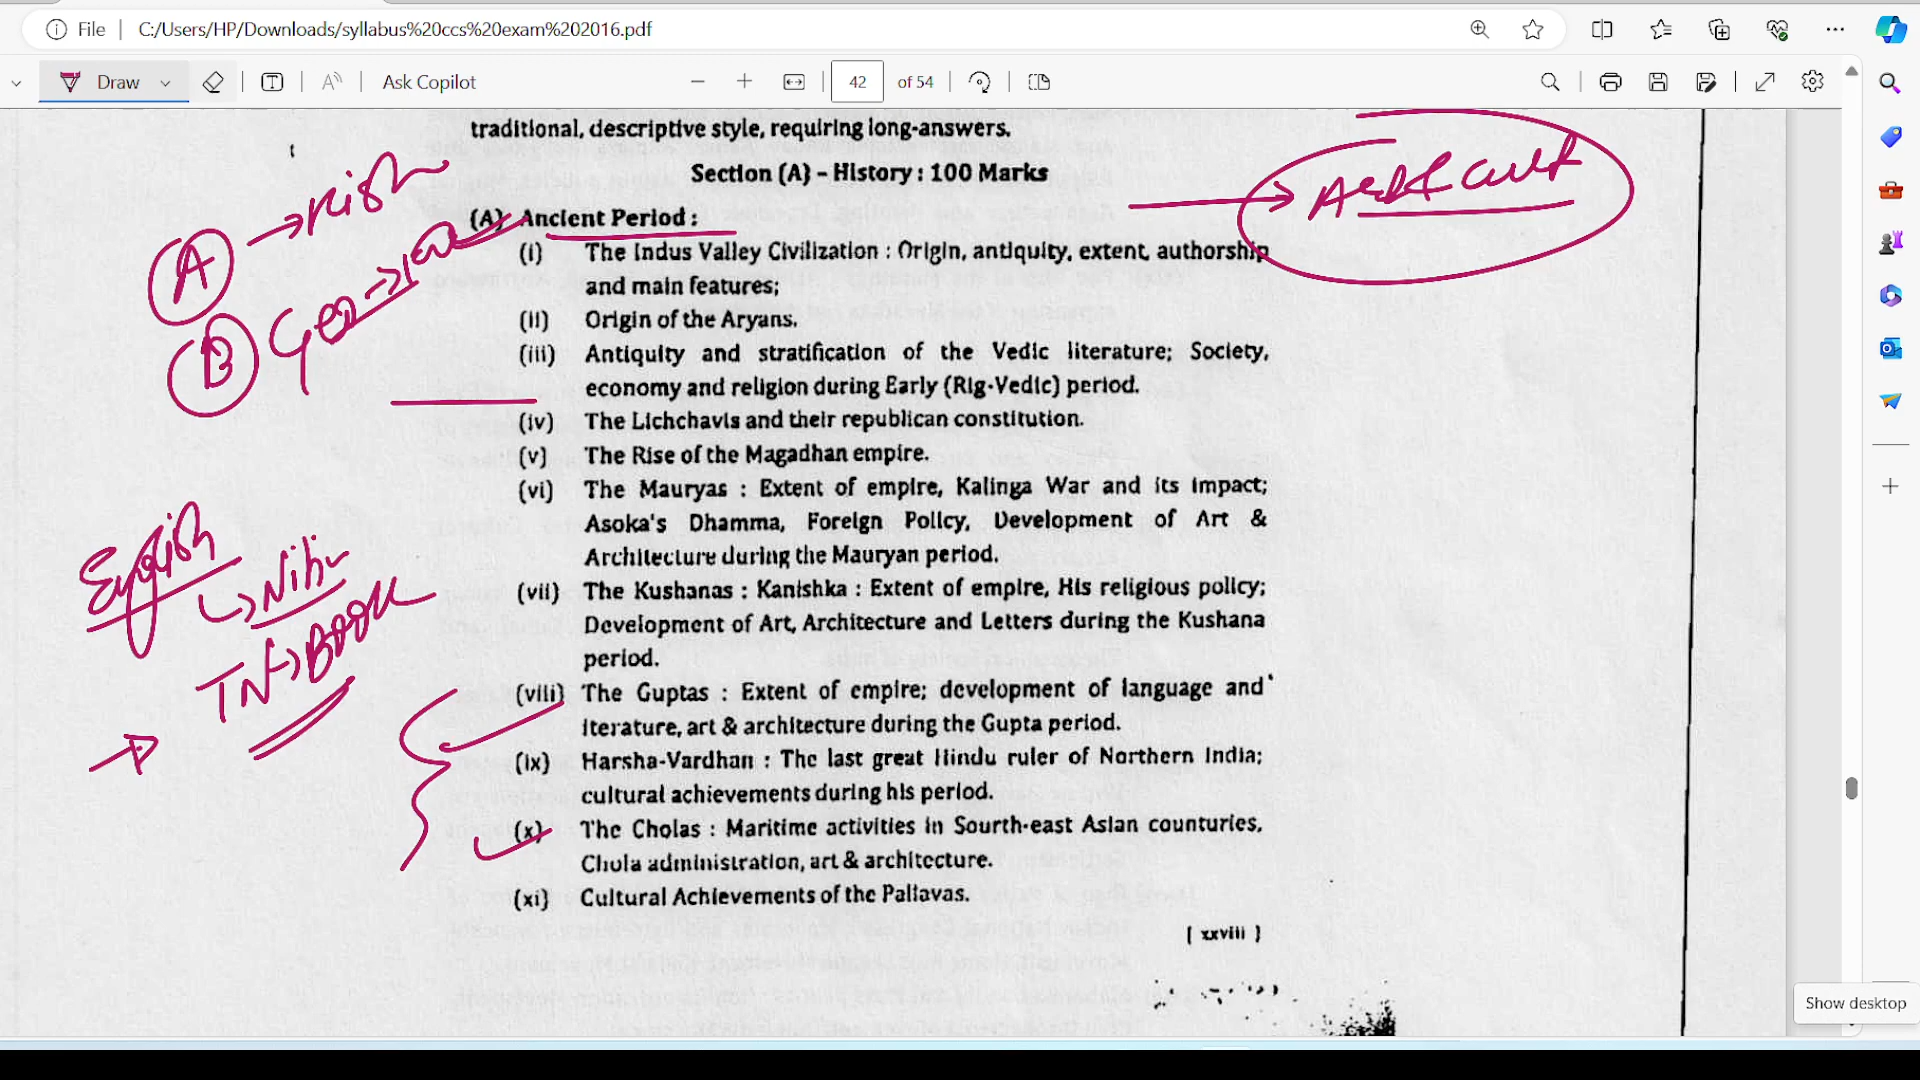 File
C:/Users/HP/Downloads/syllabus%20ccs%20exam%202016.pdf
Draw
Ask Copilot
42 of 54
traditional, descriptive style, requiring long-answers.
Section (A) – History : 100 Marks
(A) Ancient Period :
(i) The Indus Valley Civilization : Origin, antiquity, extent, authorship
and main features;
(ii) Origin of the Aryans.
(iii) Antiquity and stratification of the Vedic literature; Society,
economy and religion during Early (Rig-Vedic) period.
(iv) The Lichchavis and their republican constitution.
(v) The Rise of the Magadhan empire.
(vi) The Mauryas : Extent of empire, Kalinga War and its impact;
Asoka's Dhamma, Foreign Policy, Development of Art &
Architecture during the Mauryan period.
(vii) The Kushanas : Kanishka : Extent of empire, His religious policy;
Development of Art, Architecture and Letters during the Kushana
period.
(viii) The Guptas : Extent of empire; development of language and
iterature, art & architecture during the Gupta period.
(ix) Harsha-Vardhan : The last great Hindu ruler of Northern India;
cultural achievements during his period.
(x) The Cholas : Maritime activities in Sourth-east Asian counturies,
Chola administration, art & architecture.
(xi) Cultural Achievements of the Pallavas.
[ xxviii ]
A
B Geo
English
TN Book
Show desktop